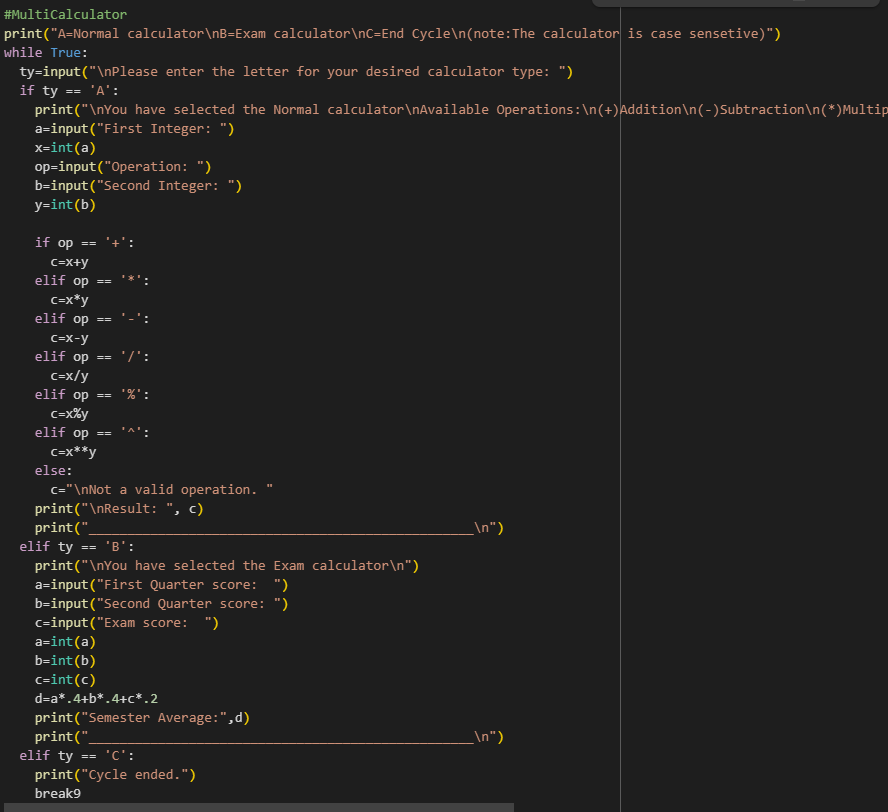 #MultiCalculator
print("A=Normal calculator\nB=Exam calculator\nC=End Cycle\n(note:The calculator is case sensetive)")
while True:
  ty=input("\nPlease enter the letter for your desired calculator type: ")
  if ty == 'A':
    print("\nYou have selected the Normal calculator\nAvailable Operations:\n(+)Addition\n(-)Subtraction\n(*)Multip
    a=input("First Integer: ")
    x=int(a)
    op=input("Operation: ")
    b=input("Second Integer: ")
    y=int(b)
    if op == '+':
      c=x+y
    elif op == '*':
      c=x*y
    elif op == '-':
      c=x-y
    elif op == '/':
      c=x/y
    elif op == '%':
      c=x%y
    elif op == '^':
      c=x**y
    else:
      c="\nNot a valid operation. "
    print("\nResult: ", c)
    print("__________________________________________________\n")
  elif ty == 'B':
    print("\nYou have selected the Exam calculator\n")
    a=input("First Quarter score:  ")
    b=input("Second Quarter score: ")
    c=input("Exam score:  ")
    a=int(a)
    b=int(b)
    c=int(c)
    d=a*.4+b*.4+c*.2
    print("Semester Average:",d)
    print("__________________________________________________\n")
  elif ty == 'C':
    print("Cycle ended.")
    break9